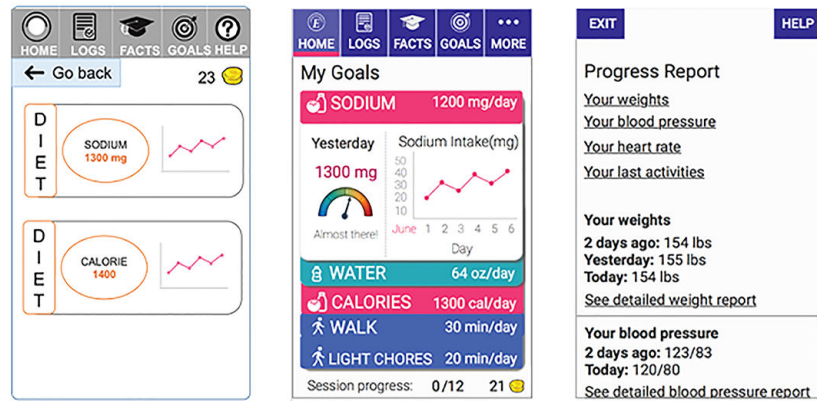 HOME LOGS FACTS GOALS HELP
← Go back
23
DIET
SODIUM
1300 mg
DIET
CALORIE
1400
E
HOME LOGS FACTS GOALS MORE
My Goals
SODIUM 1200 mg/day
Yesterday
1300 mg
Almost there!
Sodium Intake(mg)
50
40
30
20
10
June 1 2 3 4 5 6
Day
WATER 64 oz/day
CALORIES 1300 cal/day
WALK 30 min/day
LIGHT CHORES 20 min/day
Session progress: 0/12 21
EXIT HELP
Progress Report
Your weights
Your blood pressure
Your heart rate
Your last activities
Your weights
2 days ago: 154 lbs
Yesterday: 155 lbs
Today: 154 lbs
See detailed weight report
Your blood pressure
2 days ago: 123/83
Today: 120/80
See detailed blood pressure report